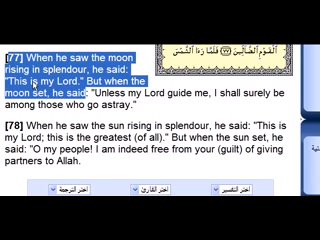 [77] When he saw the moon
rising in splendour, he said:
"This is my Lord." But when the
moon set, he said: "Unless my Lord guide me, I shall surely be
among those who go astray."
[78] When he saw the sun rising in splendour, he said: "This is
my Lord; this is the greatest (of all)." But when the sun set, he
said: "O my people! I am indeed free from your (guilt) of giving
partners to Allah.
اختر التفسير
اختر القارئ
اختر الترجمة